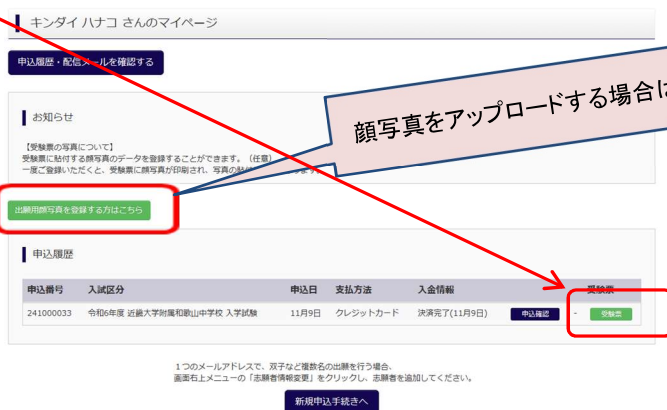 キンダイ ハナコ さんのマイページ
申込履歴・配信メールを確認する
顔写真をアップロードする場合は
お知らせ
【受験票の写真について】
受験票に貼付する顔写真のデータを登録することができます。（任意）
一度ご登録いただくと、受験票に顔写真が印刷され、写真の貼付
出願用顔写真を登録する方はこちら
申込履歴
申込番号 入試区分 申込日 支払方法 入金情報 受験票
241000033 令和6年度 近畿大学附属和歌山中学校 入学試験 11月9日 クレジットカード 決済完了(11月9日) 申込確認 - 受験票
1つのメールアドレスで、双子など複数名の出願を行う場合、
画面右上メニューの「志願者情報変更」をクリックし、志願者を追加してください。
新規申込手続きへ